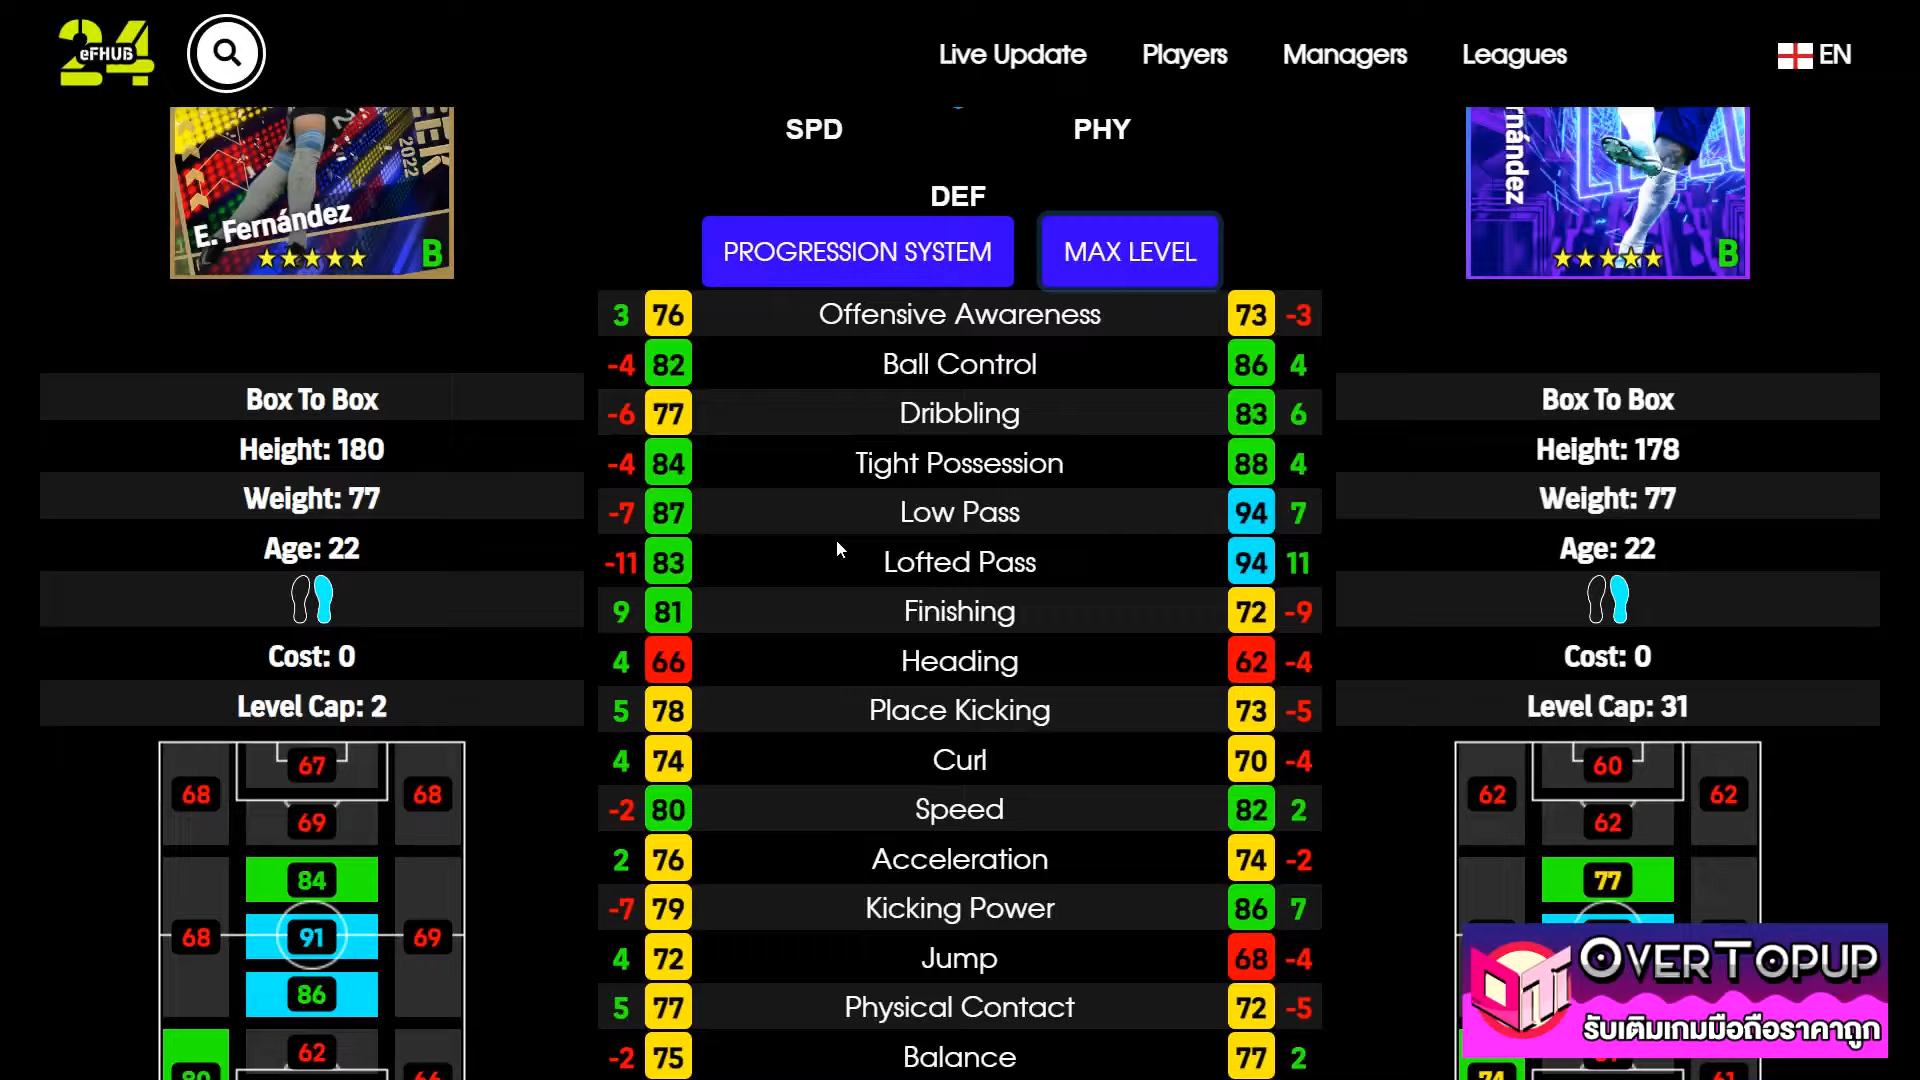 24
eFHUB
Live Update
Players
Managers
Leagues
EN
SPD
PHY
DEF
PROGRESSION SYSTEM
MAX LEVEL
EEK
2022
E. Fernández
B
rnández
B
Box To Box
Height: 180
Weight: 77
Age: 22
Cost: 0
Level Cap: 2
3 76 Offensive Awareness 73 -3
-4 82 Ball Control 86 4
-6 77 Dribbling 83 6
-4 84 Tight Possession 88 4
-7 87 Low Pass 94 7
-11 83 Lofted Pass 94 11
9 81 Finishing 72 -9
4 66 Heading 62 -4
5 78 Place Kicking 73 -5
4 74 Curl 70 -4
-2 80 Speed 82 2
2 76 Acceleration 74 -2
-7 79 Kicking Power 86 7
4 72 Jump 68 -4
5 77 Physical Contact 72 -5
-2 75 Balance 77 2
Box To Box
Height: 178
Weight: 77
Age: 22
Cost: 0
Level Cap: 31
67
68 68
69
84
68 91 69
86
62
60
62 62
62
77
OVERTOPUP
รับเติมเกมมือถือราคาถูก